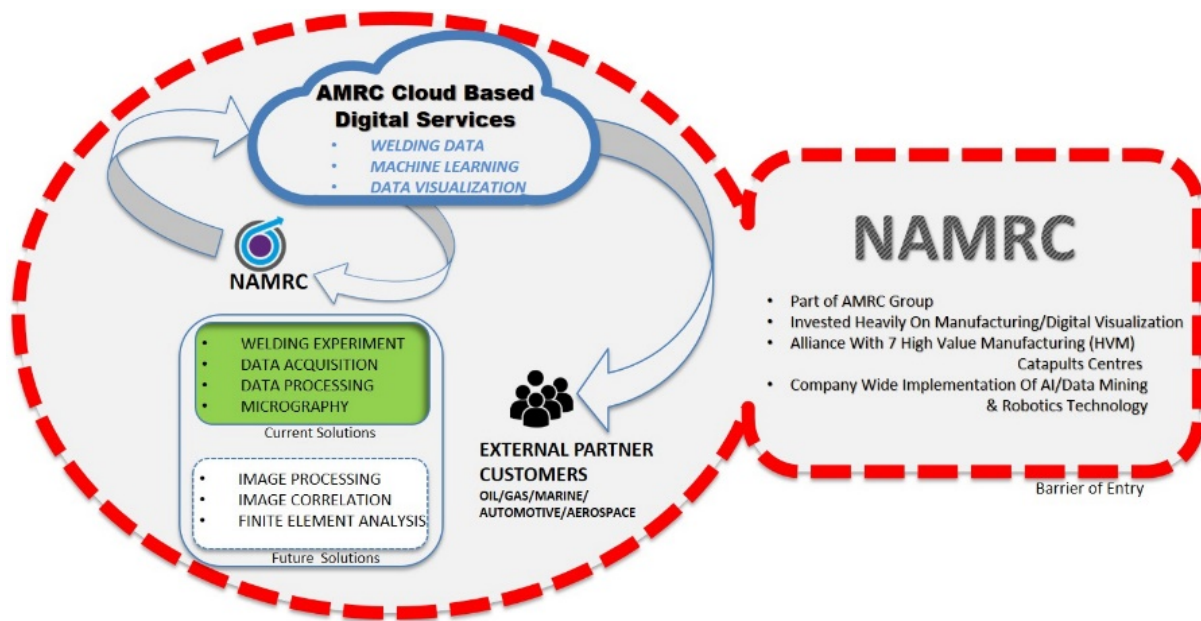 AMRC Cloud Based
Digital Services
• WELDING DATA
• MACHINE LEARNING
• DATA VISUALIZATION
NAMRC
• WELDING EXPERIMENT
• DATA ACQUISITION
• DATA PROCESSING
• MICROGRAPHY
Current Solutions
• IMAGE PROCESSING
• IMAGE CORRELATION
• FINITE ELEMENT ANALYSIS
Future Solutions
EXTERNAL PARTNER
CUSTOMERS
OIL/GAS/MARINE/
AUTOMOTIVE/AEROSPACE
NAMRC
• Part of AMRC Group
• Invested Heavily On Manufacturing/Digital Visualization
• Alliance With 7 High Value Manufacturing (HVM)
Catapults Centres
• Company Wide Implementation Of AI/Data Mining
& Robotics Technology
Barrier of Entry